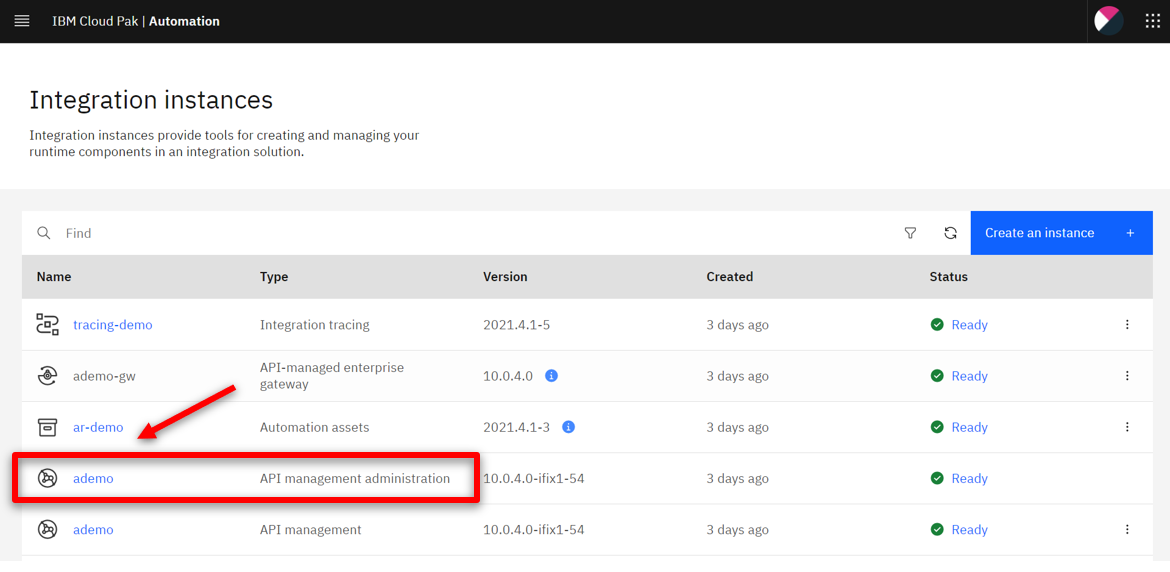 IBM Cloud Pak | Automation
Integration instances
Integration instances provide tools for creating and managing your
runtime components in an integration solution.
Find
Create an instance +
Name Type Version Created Status
tracing-demo Integration tracing 2021.4.1-5 3 days ago Ready
ademo-gw API-managed enterprise
gateway 10.0.4.0 3 days ago Ready
ar-demo Automation assets 2021.4.1-3 3 days ago Ready
ademo API management administration 10.0.4.0-ifix1-54 3 days ago Ready
ademo API management 10.0.4.0-ifix1-54 3 days ago Ready